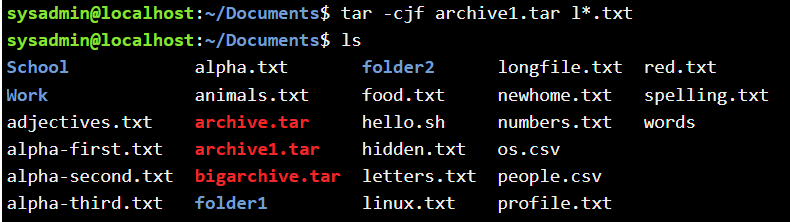 sysadmin@localhost:~/Documents$ tar -cjf archive1.tar l*.txt
sysadmin@localhost:~/Documents$ ls
School alpha.txt folder2 longfile.txt red.txt
Work animals.txt food.txt newhome.txt spelling.txt
adjectives.txt archive.tar hello.sh numbers.txt words
alpha-first.txt archive1.tar hidden.txt os.csv
alpha-second.txt bigarchive.tar letters.txt people.csv
alpha-third.txt folder1 linux.txt profile.txt